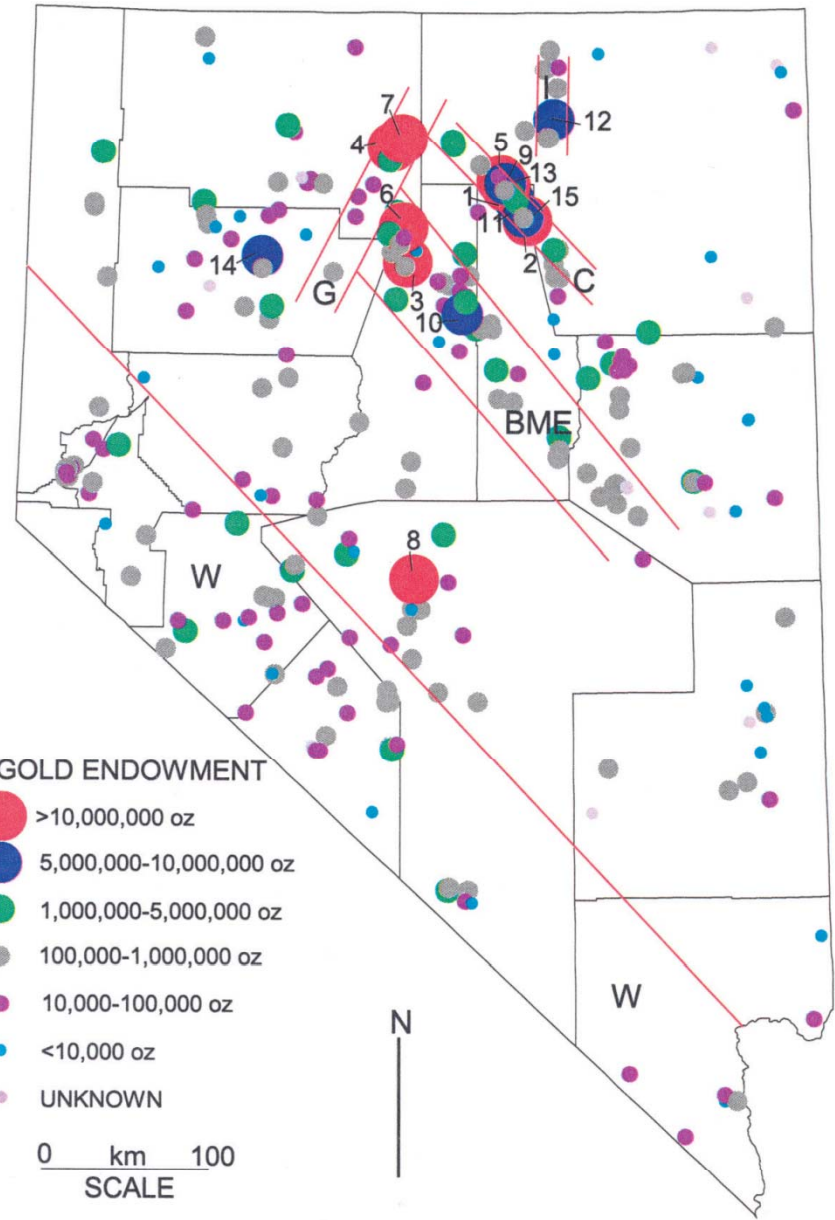 7
I
12
4
5
9
13
15
1
6
11
2
14
C
G
3
10
BME
8
W
GOLD ENDOWMENT
>10,000,000 oz
5,000,000-10,000,000 oz
1,000,000-5,000,000 oz
100,000-1,000,000 oz
10,000-100,000 oz
<10,000 oz
UNKNOWN
0 km 100
SCALE
N
W